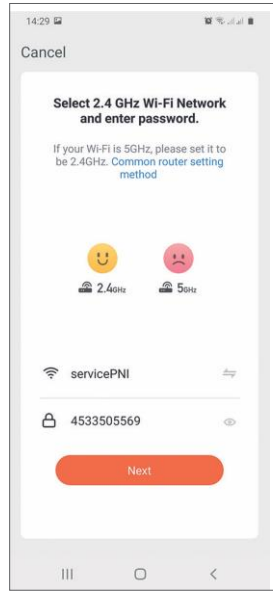 14:29
Cancel
Select 2.4 GHz Wi-Fi Network
and enter password.
If your Wi-Fi is 5GHz, please set it to
be 2.4GHz. Common router setting
method
2.4GHz 5GHz
servicePNI
4533505569
Next